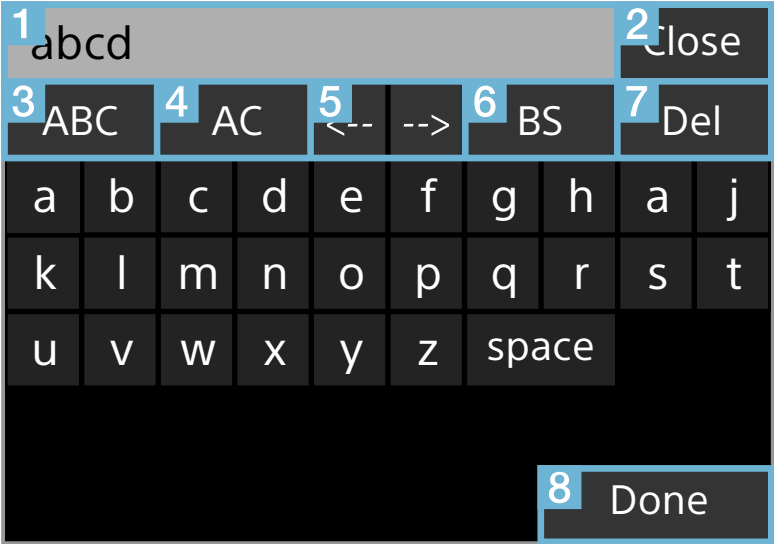 1 abcd 2 Close
3 ABC 4 AC 5 <-- --> 6 BS 7 Del
a b c d e f g h a j
k l m n o p q r s t
u v w x y z space
8 Done